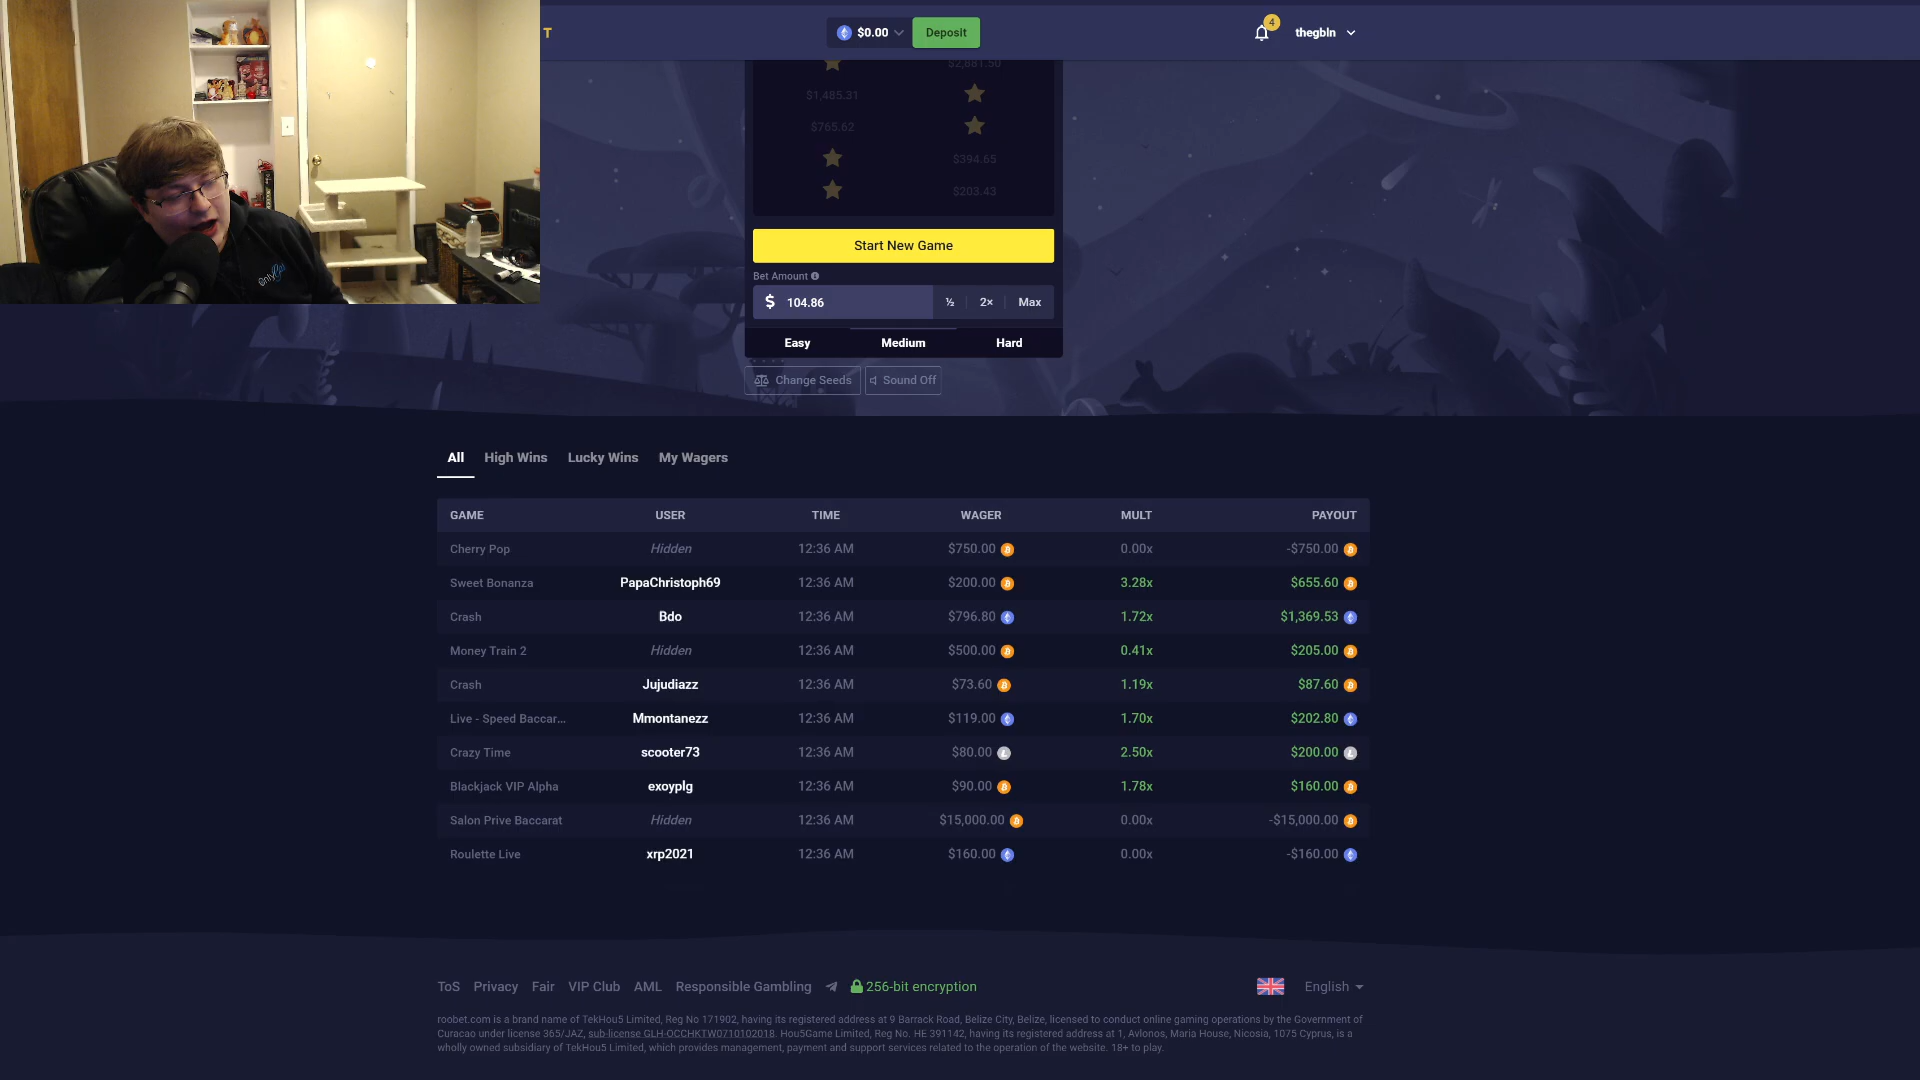 T
$0.00
Deposit
4
thegbln
$2,881.50
$1,485.31
$765.62
$394.65
$203.43
Start New Game
Bet Amount
$ 104.86 ½ 2× Max
Easy Medium Hard
Change Seeds Sound Off
All High Wins Lucky Wins My Wagers
GAME USER TIME WAGER MULT PAYOUT
Cherry Pop Hidden 12:36 AM $750.00 0.00x -$750.00
Sweet Bonanza PapaChristoph69 12:36 AM $200.00 3.28x $655.60
Crash Bdo 12:36 AM $796.80 1.72x $1,369.53
Money Train 2 Hidden 12:36 AM $500.00 0.41x $205.00
Crash Jujudiazz 12:36 AM $73.60 1.19x $87.60
Live - Speed Baccar... Mmontanezz 12:36 AM $119.00 1.70x $202.80
Crazy Time scooter73 12:36 AM $80.00 2.50x $200.00
Blackjack VIP Alpha exoyplg 12:36 AM $90.00 1.78x $160.00
Salon Prive Baccarat Hidden 12:36 AM $15,000.00 0.00x -$15,000.00
Roulette Live xrp2021 12:36 AM $160.00 0.00x -$160.00
ToS Privacy Fair VIP Club AML Responsible Gambling 256-bit encryption English
roobet.com is a brand name of TekHou5 Limited, Reg No 171902, having its registered address at 9 Barrack Road, Belize City, Belize, licensed to conduct online gaming operations by the Government of
Curacao under license 365/JAZ, sub-license GLH-OCCHKTW0710102018. Hou5Game Limited, Reg No. HE 391142, having its registered address at 1, Avlonos, Maria House, Nicosia, 1075 Cyprus, is a
wholly owned subsidiary of TekHou5 Limited, which provides management, payment and support services related to the operation of the website. 18+ to play.